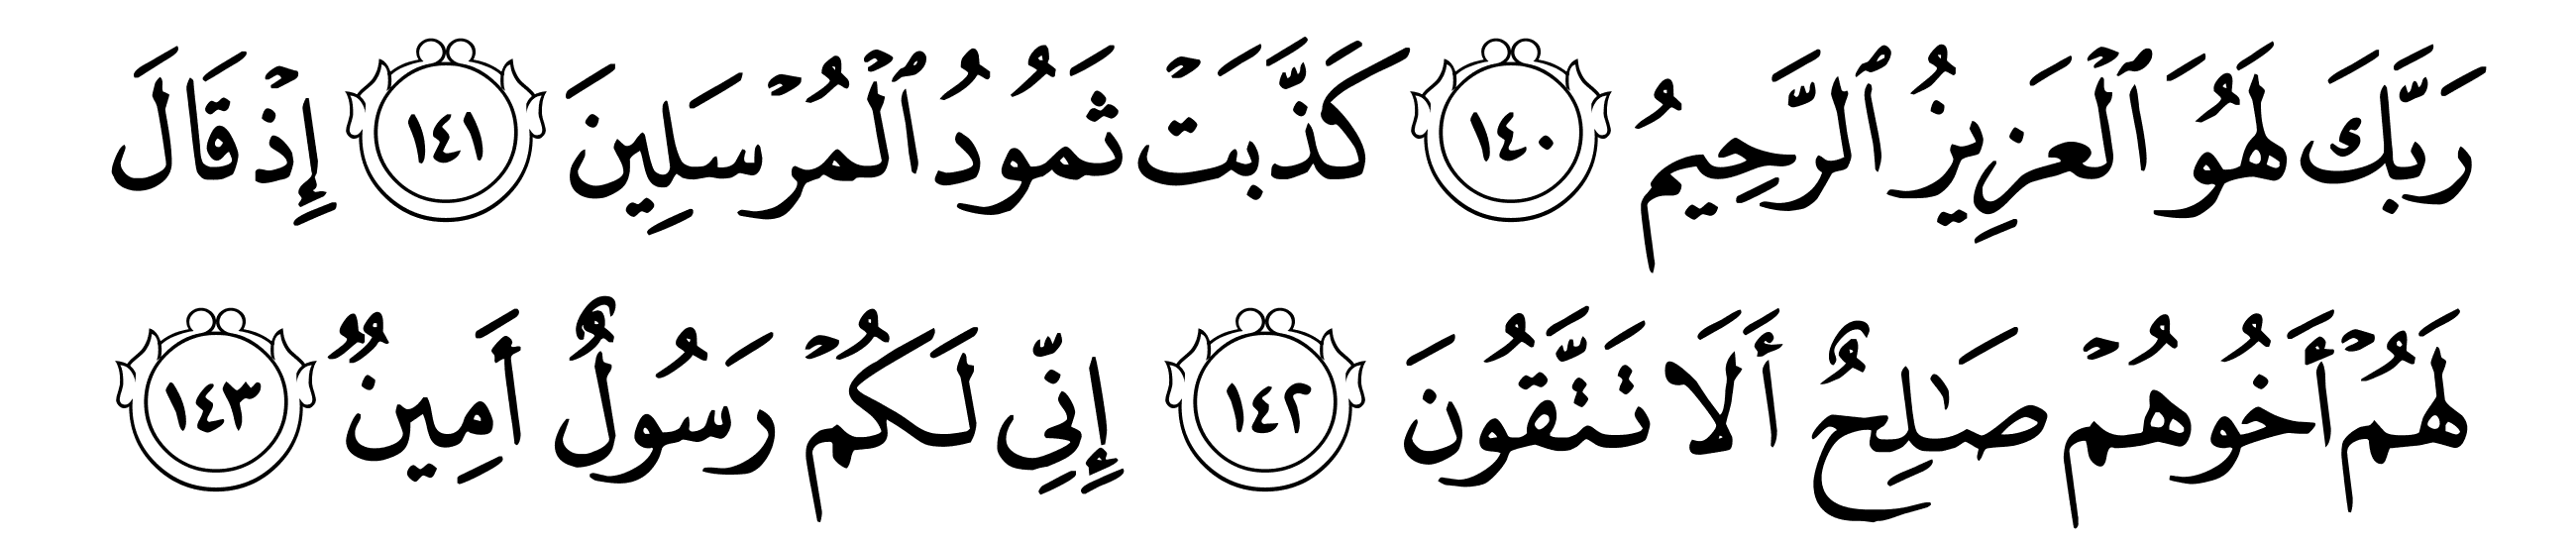 رَبَّكَ لَهُوَ ٱلْعَزِيزُ ٱلرَّحِيمُ ١٤٠ كَذَّبَتْ ثَمُودُ ٱلْمُرْسَلِينَ ١٤١ إِذْ قَالَ
لَهُمْ أَخُوهُمْ صَـٰلِحٌ أَلَا تَتَّقُونَ ١٤٢ إِنِّى لَكُمْ رَسُولٌ أَمِينٌ ١٤٣